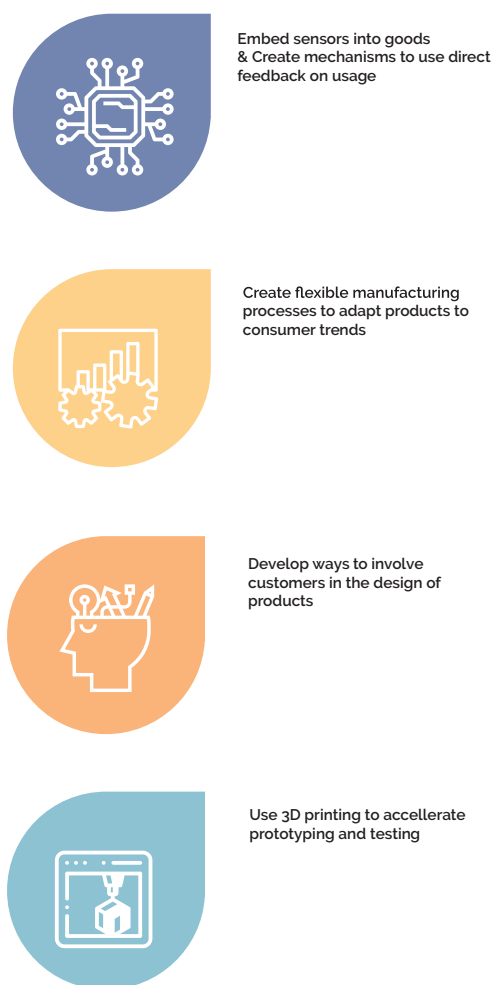 Embed sensors into goods
& Create mechanisms to use direct
feedback on usage
Create flexible manufacturing
processes to adapt products to
consumer trends
Develop ways to involve
customers in the design of
products
Use 3D printing to accellerate
prototyping and testing